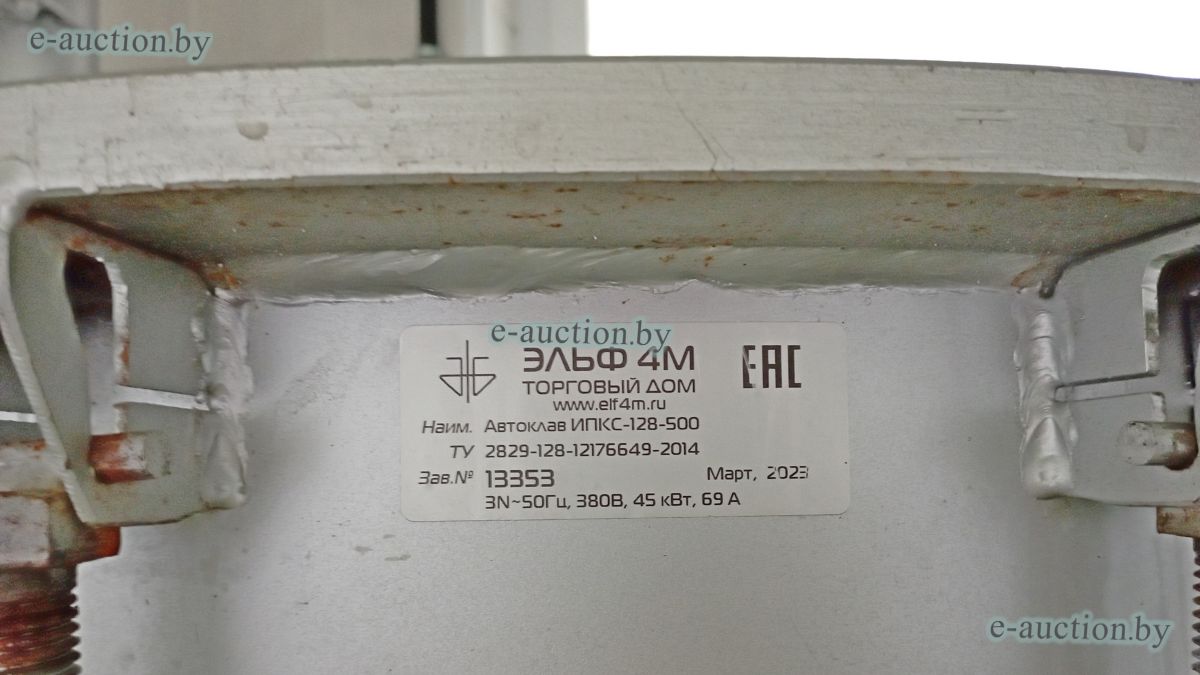 e-auction.by
e-auction.by
ЭЛЬФ 4М
ТОРГОВЫЙ ДОМ
www.elf4m.ru
EAC
Наим. Автоклав ИПКС-128-500
ТУ 2829-128-12176649-2014
Зав.№ 13353 Март, 2023
3N~50Гц, 380В, 45 кВт, 69 А
e-auction.by